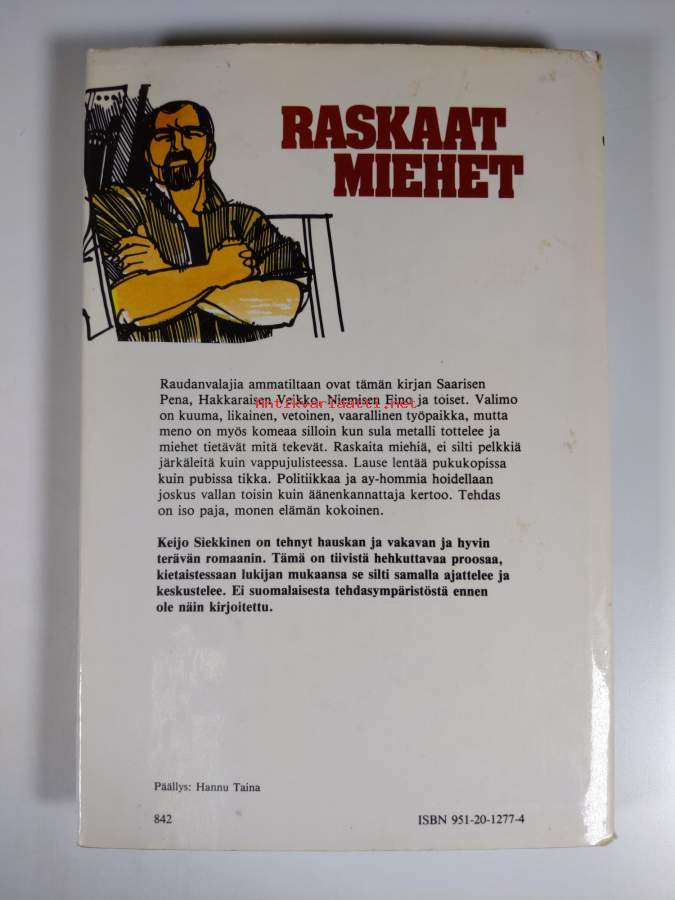 RASKAAT
MIEHET
Raudanvalajia ammatiltaan ovat tämän kirjan Saarisen
Pena, Hakkaraisen Veikko, Niemisen Eino ja toiset. Valimo
antikvariaatti.net
on kuuma, likainen, vetoinen, vaarallinen työpaikka, mutta
meno on myös komeaa silloin kun sula metalli tottelee ja
miehet tietävät mitä tekevät. Raskaita miehiä, ei silti pelkkiä
järkäleitä kuin vappujulisteessa. Lause lentää pukukopissa
kuin pubissa tikka. Politiikkaa ja ay-hommia hoidellaan
joskus vallan toisin kuin äänenkannattaja kertoo. Tehdas
on iso paja, monen elämän kokoinen.
Keijo Siekkinen on tehnyt hauskan ja vakavan ja hyvin
terävän romaanin. Tämä on tiivistä hehkuttavaa proosaa,
kietaistessaan lukijan mukaansa se silti samalla ajattelee ja
keskustelee. Ei suomalaisesta tehdasympäristöstä ennen
ole näin kirjoitettu.
Päällys: Hannu Taina
842 ISBN 951-20-1277-4